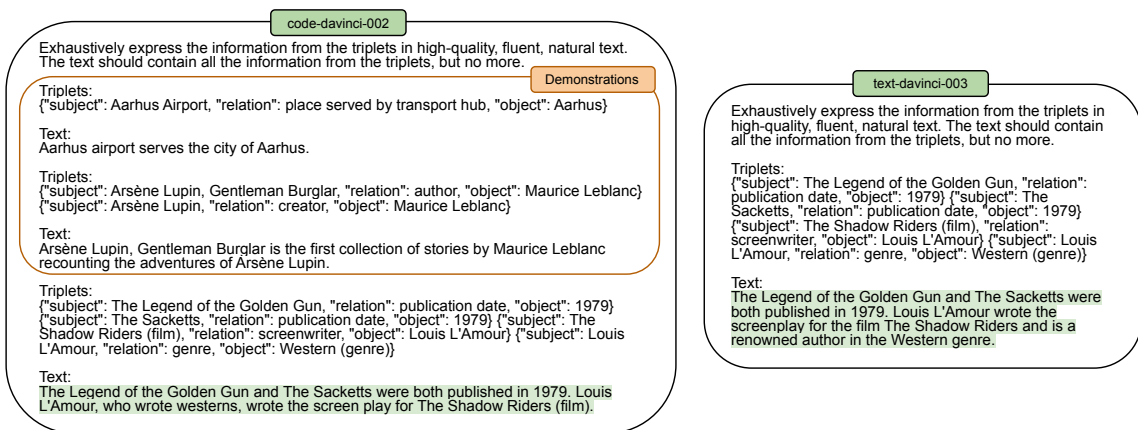 code-davinci-002
Exhaustively express the information from the triplets in high-quality, fluent, natural text.
The text should contain all the information from the triplets, but no more.
Demonstrations
Triplets:
{"subject": Aarhus Airport, "relation": place served by transport hub, "object": Aarhus}
Text:
Aarhus airport serves the city of Aarhus.
Triplets:
{"subject": Arsène Lupin, Gentleman Burglar, "relation": author, "object": Maurice Leblanc}
{"subject": Arsène Lupin, "relation": creator, "object": Maurice Leblanc}
Text:
Arsène Lupin, Gentleman Burglar is the first collection of stories by Maurice Leblanc
recounting the adventures of Arsène Lupin.
Triplets:
{"subject": The Legend of the Golden Gun, "relation": publication date, "object": 1979}
{"subject": The Sacketts, "relation": publication date, "object": 1979} {"subject": The
Shadow Riders (film), "relation": screenwriter, "object": Louis L'Amour} {"subject": Louis
L'Amour, "relation": genre, "object": Western (genre)}
Text:
The Legend of the Golden Gun and The Sacketts were both published in 1979. Louis
L'Amour, who wrote westerns, wrote the screen play for The Shadow Riders (film).
text-davinci-003
Exhaustively express the information from the triplets in
high-quality, fluent, natural text. The text should contain
all the information from the triplets, but no more.
Triplets:
{"subject": The Legend of the Golden Gun, "relation":
publication date, "object": 1979} {"subject": The
Sacketts, "relation": publication date, "object": 1979}
{"subject": The Shadow Riders (film), "relation":
screenwriter, "object": Louis L'Amour} {"subject": Louis
L'Amour, "relation": genre, "object": Western (genre)}
Text:
The Legend of the Golden Gun and The Sacketts were
both published in 1979. Louis L'Amour wrote the
screenplay for the film The Shadow Riders and is a
renowned author in the Western genre.